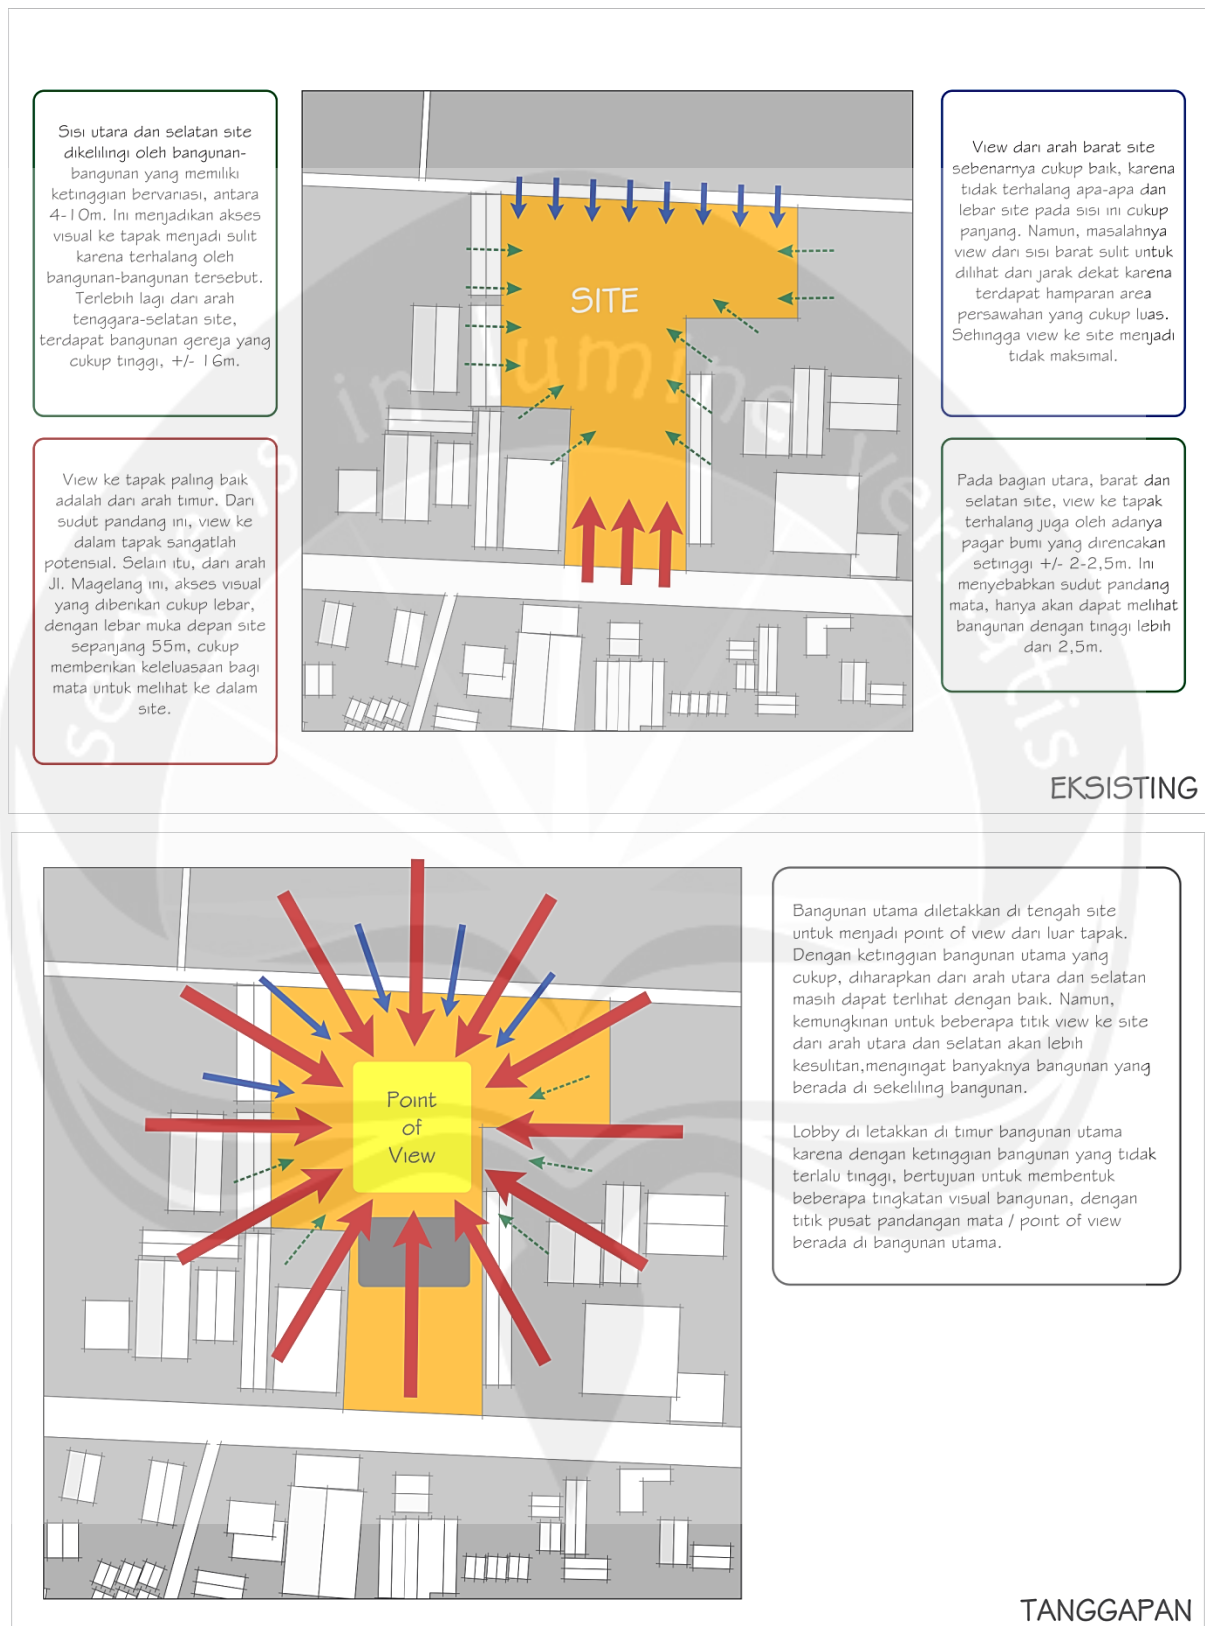 Sisi utara dan selatan site
dikelilingi oleh bangunan-
bangunan yang memiliki
ketinggian bervariasi, antara
4-10m. Ini menjadikan akses
visual ke tapak menjadi sulit
karena terhalang oleh
bangunan-bangunan tersebut.
Terlebih lagi dari arah
tenggara-selatan site,
terdapat bangunan gereja yang
cukup tinggi, +/- 16m.
View ke tapak paling baik
adalah dari arah timur. Dari
sudut pandang ini, view ke
dalam tapak sangatlah
potensial. Selain itu, dari arah
Jl. Magelang ini, akses visual
yang diberikan cukup lebar,
dengan lebar muka depan site
sepanjang 55m, cukup
memberikan keleluasaan bagi
mata untuk melihat ke dalam
site.
SITE
View dari arah barat site
sebenarnya cukup baik, karena
tidak terhalang apa-apa dan
lebar site pada sisi ini cukup
panjang. Namun, masalahnya
view dari sisi barat sulit untuk
dilihat dari jarak dekat karena
terdapat hamparan area
persawahan yang cukup luas.
Sehingga view ke site menjadi
tidak maksimal.
Pada bagian utara, barat dan
selatan site, view ke tapak
terhalang juga oleh adanya
pagar bumi yang direncakan
setinggi +/- 2-2,5m. Ini
menyebabkan sudut pandang
mata, hanya akan dapat melihat
bangunan dengan tinggi lebih
dari 2,5m.
serviens in lumine veritatis
EKSISTING
Point
of
View
Bangunan utama diletakkan di tengah site
untuk menjadi point of view dari luar tapak.
Dengan ketinggian bangunan utama yang
cukup, diharapkan dari arah utara dan selatan
masih dapat terlihat dengan baik. Namun,
kemungkinan untuk beberapa titik view ke site
dari arah utara dan selatan akan lebih
kesulitan,mengingat banyaknya bangunan yang
berada di sekeliling bangunan.
Lobby di letakkan di timur bangunan utama
karena dengan ketinggian bangunan yang tidak
terlalu tinggi, bertujuan untuk membentuk
beberapa tingkatan visual bangunan, dengan
titik pusat pandangan mata / point of view
berada di bangunan utama.
TANGGAPAN